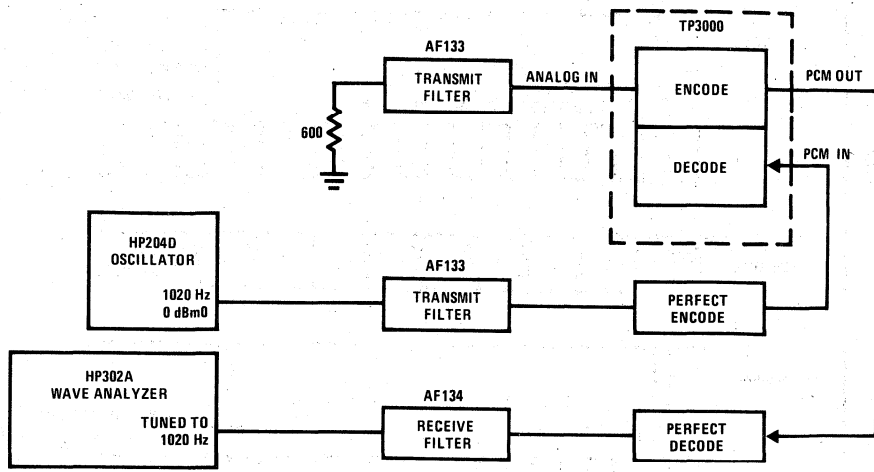 TP3000
AF133
TRANSMIT
FILTER
ANALOG IN
ENCODE
PCM OUT
600
DECODE
PCM IN
HP204D
OSCILLATOR
1020 Hz
0 dBm0
AF133
TRANSMIT
FILTER
PERFECT
ENCODE
HP302A
WAVE ANALYZER
TUNED TO
1020 Hz
AF134
RECEIVE
FILTER
PERFECT
DECODE